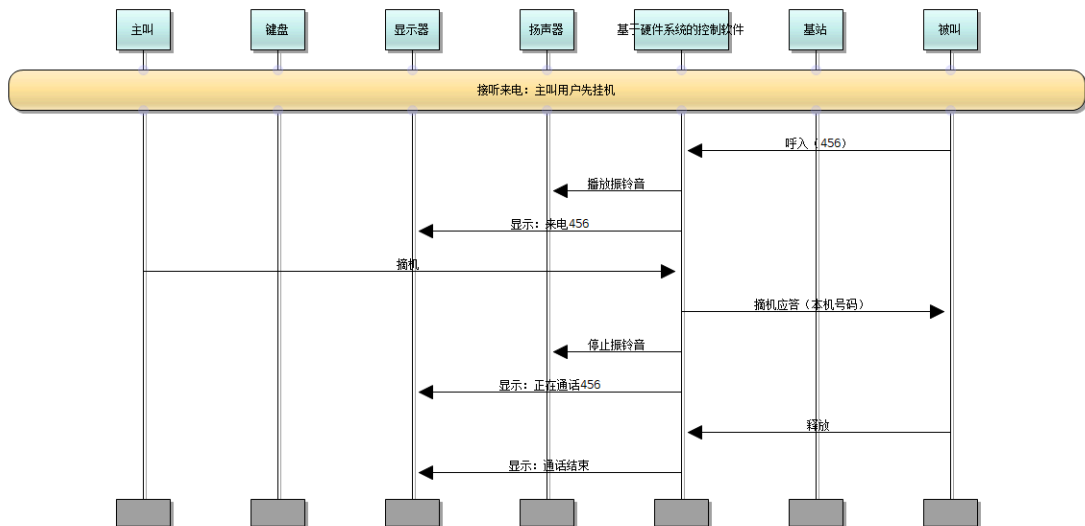 主叫
键盘
显示器
扬声器
基于硬件系统的控制软件
基站
被叫
接听来电：主叫用户先挂机
呼入（456）
播放振铃音
显示：来电456
摘机
摘机应答（本机号码）
停止振铃音
显示：正在通话456
释放
显示：通话结束